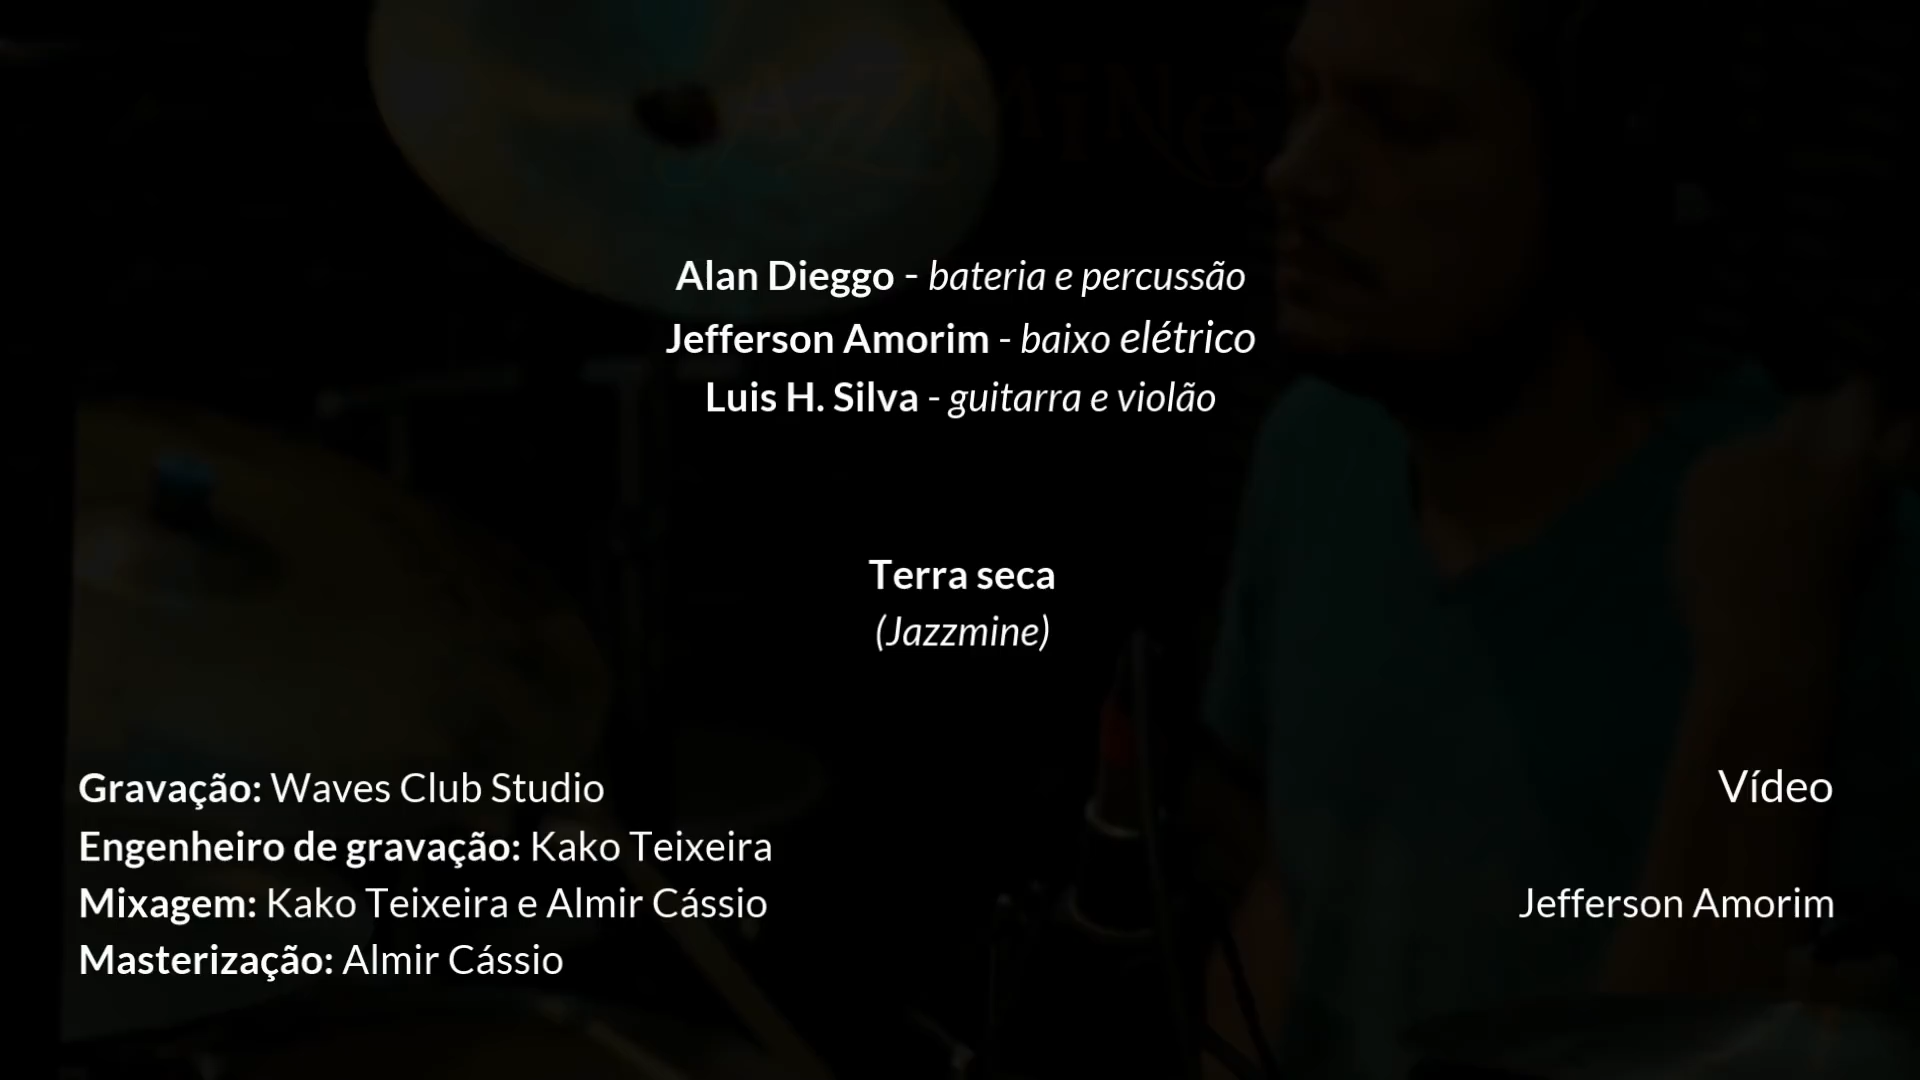 JAzzMiNe
Alan Dieggo - bateria e percussão
Jefferson Amorim - baixo elétrico
Luis H. Silva - guitarra e violão
Terra seca
(Jazzmine)
Gravação: Waves Club Studio
Engenheiro de gravação: Kako Teixeira
Mixagem: Kako Teixeira e Almir Cássio
Masterização: Almir Cássio
Vídeo
Jefferson Amorim